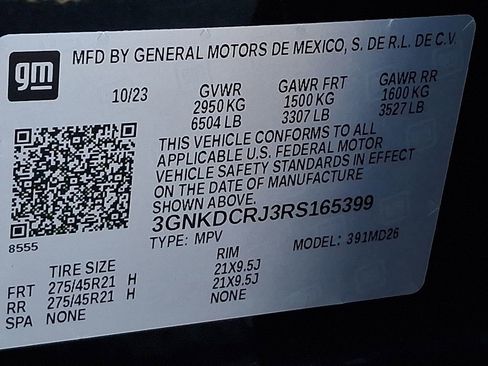 gm
MFD BY GENERAL MOTORS DE MEXICO, S. DE R.L. DE C.V.
10/23 GVWR GAWR FRT GAWR RR
2950 KG 1500 KG 1600 KG
6504 LB 3307 LB 3527 LB
THIS VEHICLE CONFORMS TO ALL
APPLICABLE U.S. FEDERAL MOTOR
VEHICLE SAFETY STANDARDS IN EFFECT
ON THE DATE OF MANUFACTURE
SHOWN ABOVE.
3GNKDCRJ3RS165399
8555 TYPE: MPV MODEL: 391MD26
TIRE SIZE RIM
FRT 275/45R21 H 21X9.5J
RR 275/45R21 H 21X9.5J
SPA NONE NONE